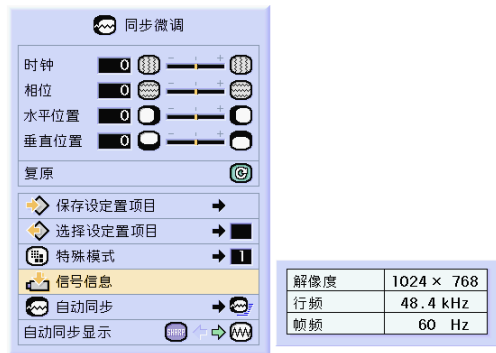 同步微调
时钟 0
相位 0
水平位置 0
垂直位置 0
复原
保存设定置项目
选择设定置项目
特殊模式 1
信号信息
自动同步
自动同步显示 SHARP
解像度 1024 × 768
行频 48.4 kHz
帧频 60 Hz